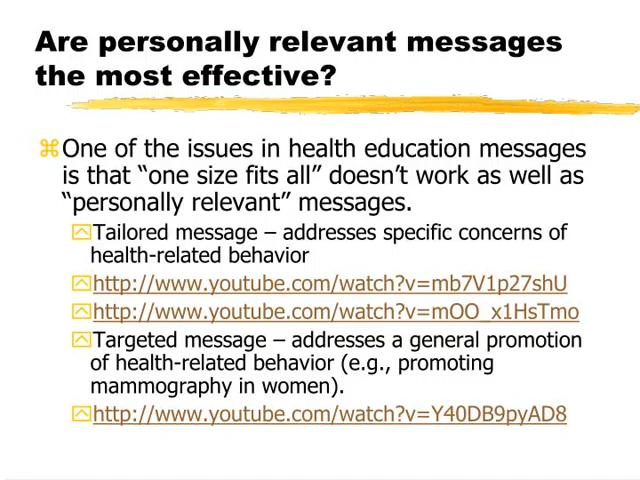 Are personally relevant messages
the most effective?
One of the issues in health education messages
is that “one size fits all” doesn’t work as well as
“personally relevant” messages.
Tailored message – addresses specific concerns of
health-related behavior
http://www.youtube.com/watch?v=mb7V1p27shU
http://www.youtube.com/watch?v=mOO_x1HsTmo
Targeted message – addresses a general promotion
of health-related behavior (e.g., promoting
mammography in women).
http://www.youtube.com/watch?v=Y40DB9pyAD8